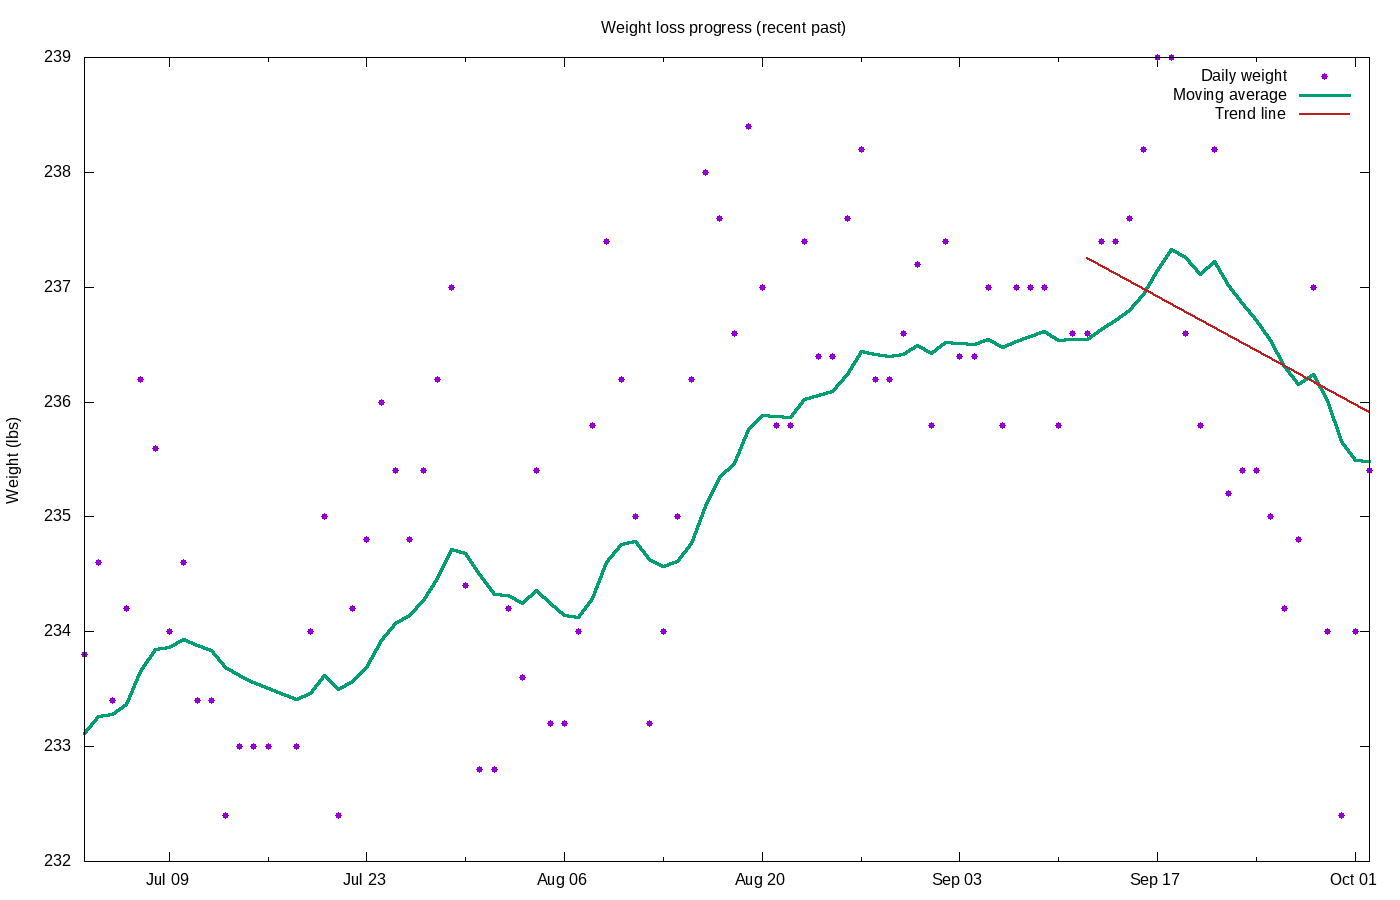 Weight loss progress (recent past)
239
238
237
236
235
234
233
232
Weight (lbs)
Daily weight
Moving average
Trend line
Jul 09
Jul 23
Aug 06
Aug 20
Sep 03
Sep 17
Oct 01